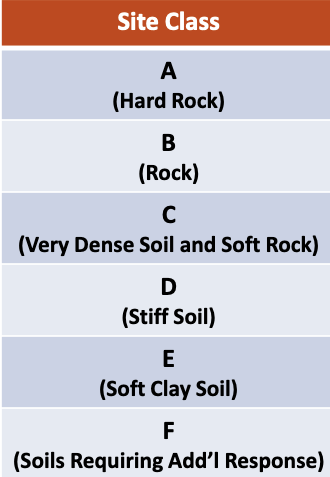 Site Class
A
(Hard Rock)
B
(Rock)
C
(Very Dense Soil and Soft Rock)
D
(Stiff Soil)
E
(Soft Clay Soil)
F
(Soils Requiring Add’l Response)